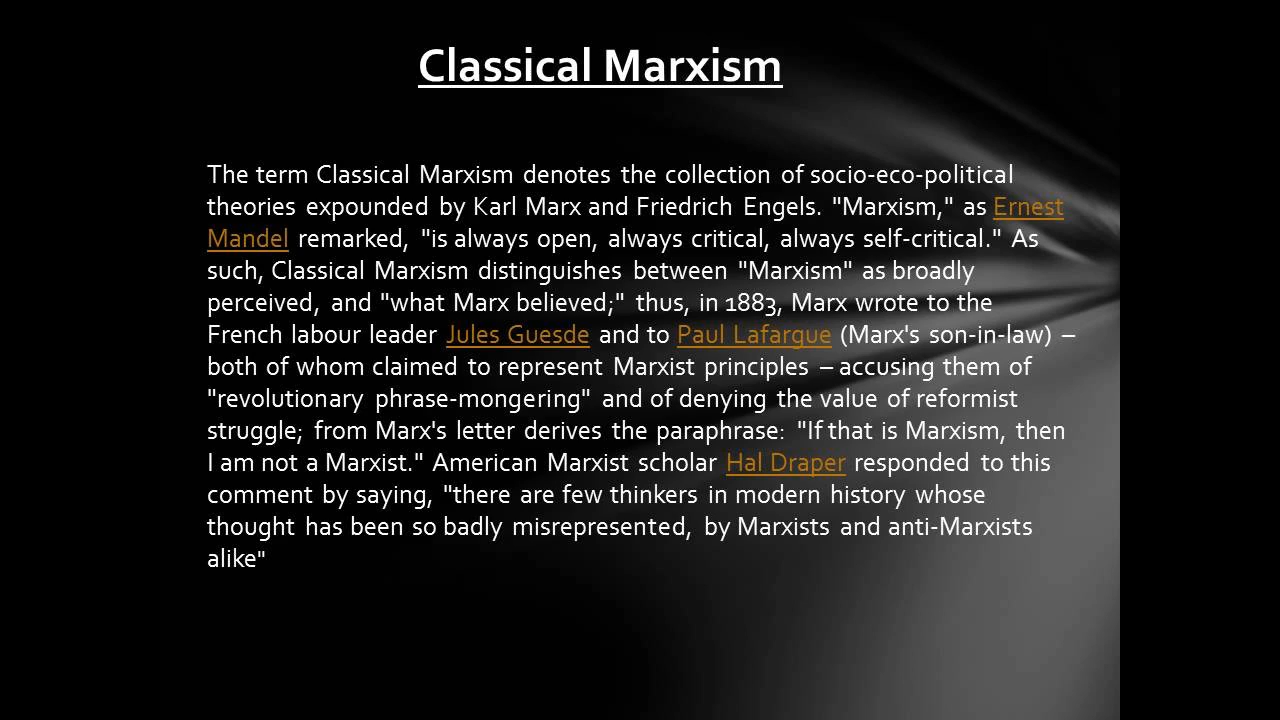 Classical Marxism
The term Classical Marxism denotes the collection of socio-eco-political
theories expounded by Karl Marx and Friedrich Engels. "Marxism," as Ernest
Mandel remarked, "is always open, always critical, always self-critical." As
such, Classical Marxism distinguishes between "Marxism" as broadly
perceived, and "what Marx believed;" thus, in 1883, Marx wrote to the
French labour leader Jules Guesde and to Paul Lafargue (Marx's son-in-law) –
both of whom claimed to represent Marxist principles – accusing them of
"revolutionary phrase-mongering" and of denying the value of reformist
struggle; from Marx's letter derives the paraphrase: "If that is Marxism, then
I am not a Marxist." American Marxist scholar Hal Draper responded to this
comment by saying, "there are few thinkers in modern history whose
thought has been so badly misrepresented, by Marxists and anti-Marxists
alike"